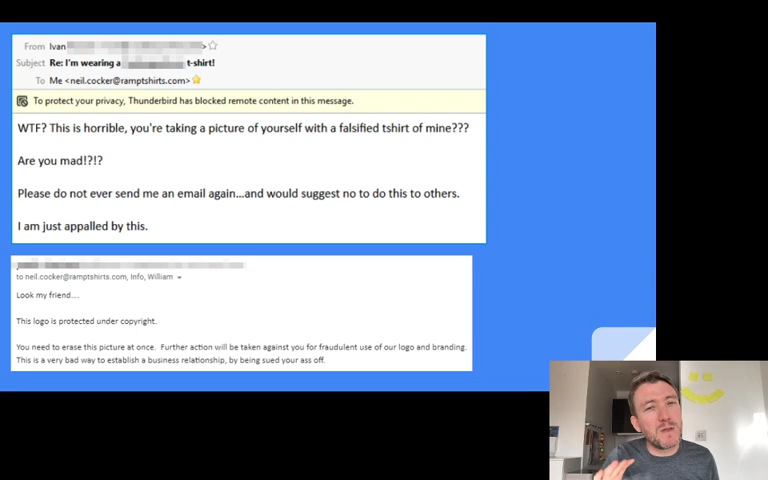 From Ivan
Subject Re: I'm wearing a t-shirt!
To Me <neil.cocker@ramptshirts.com>
To protect your privacy, Thunderbird has blocked remote content in this message.
WTF? This is horrible, you're taking a picture of yourself with a falsified tshirt of mine???
Are you mad!?!?
Please do not ever send me an email again...and would suggest no to do this to others.
I am just appalled by this.
to neil.cocker@ramptshirts.com, Info, William
Look my friend....
This logo is protected under copyright.
You need to erase this picture at once. Further action will be taken against you for fraudulent use of our logo and branding.
This is a very bad way to establish a business relationship, by being sued your ass off.